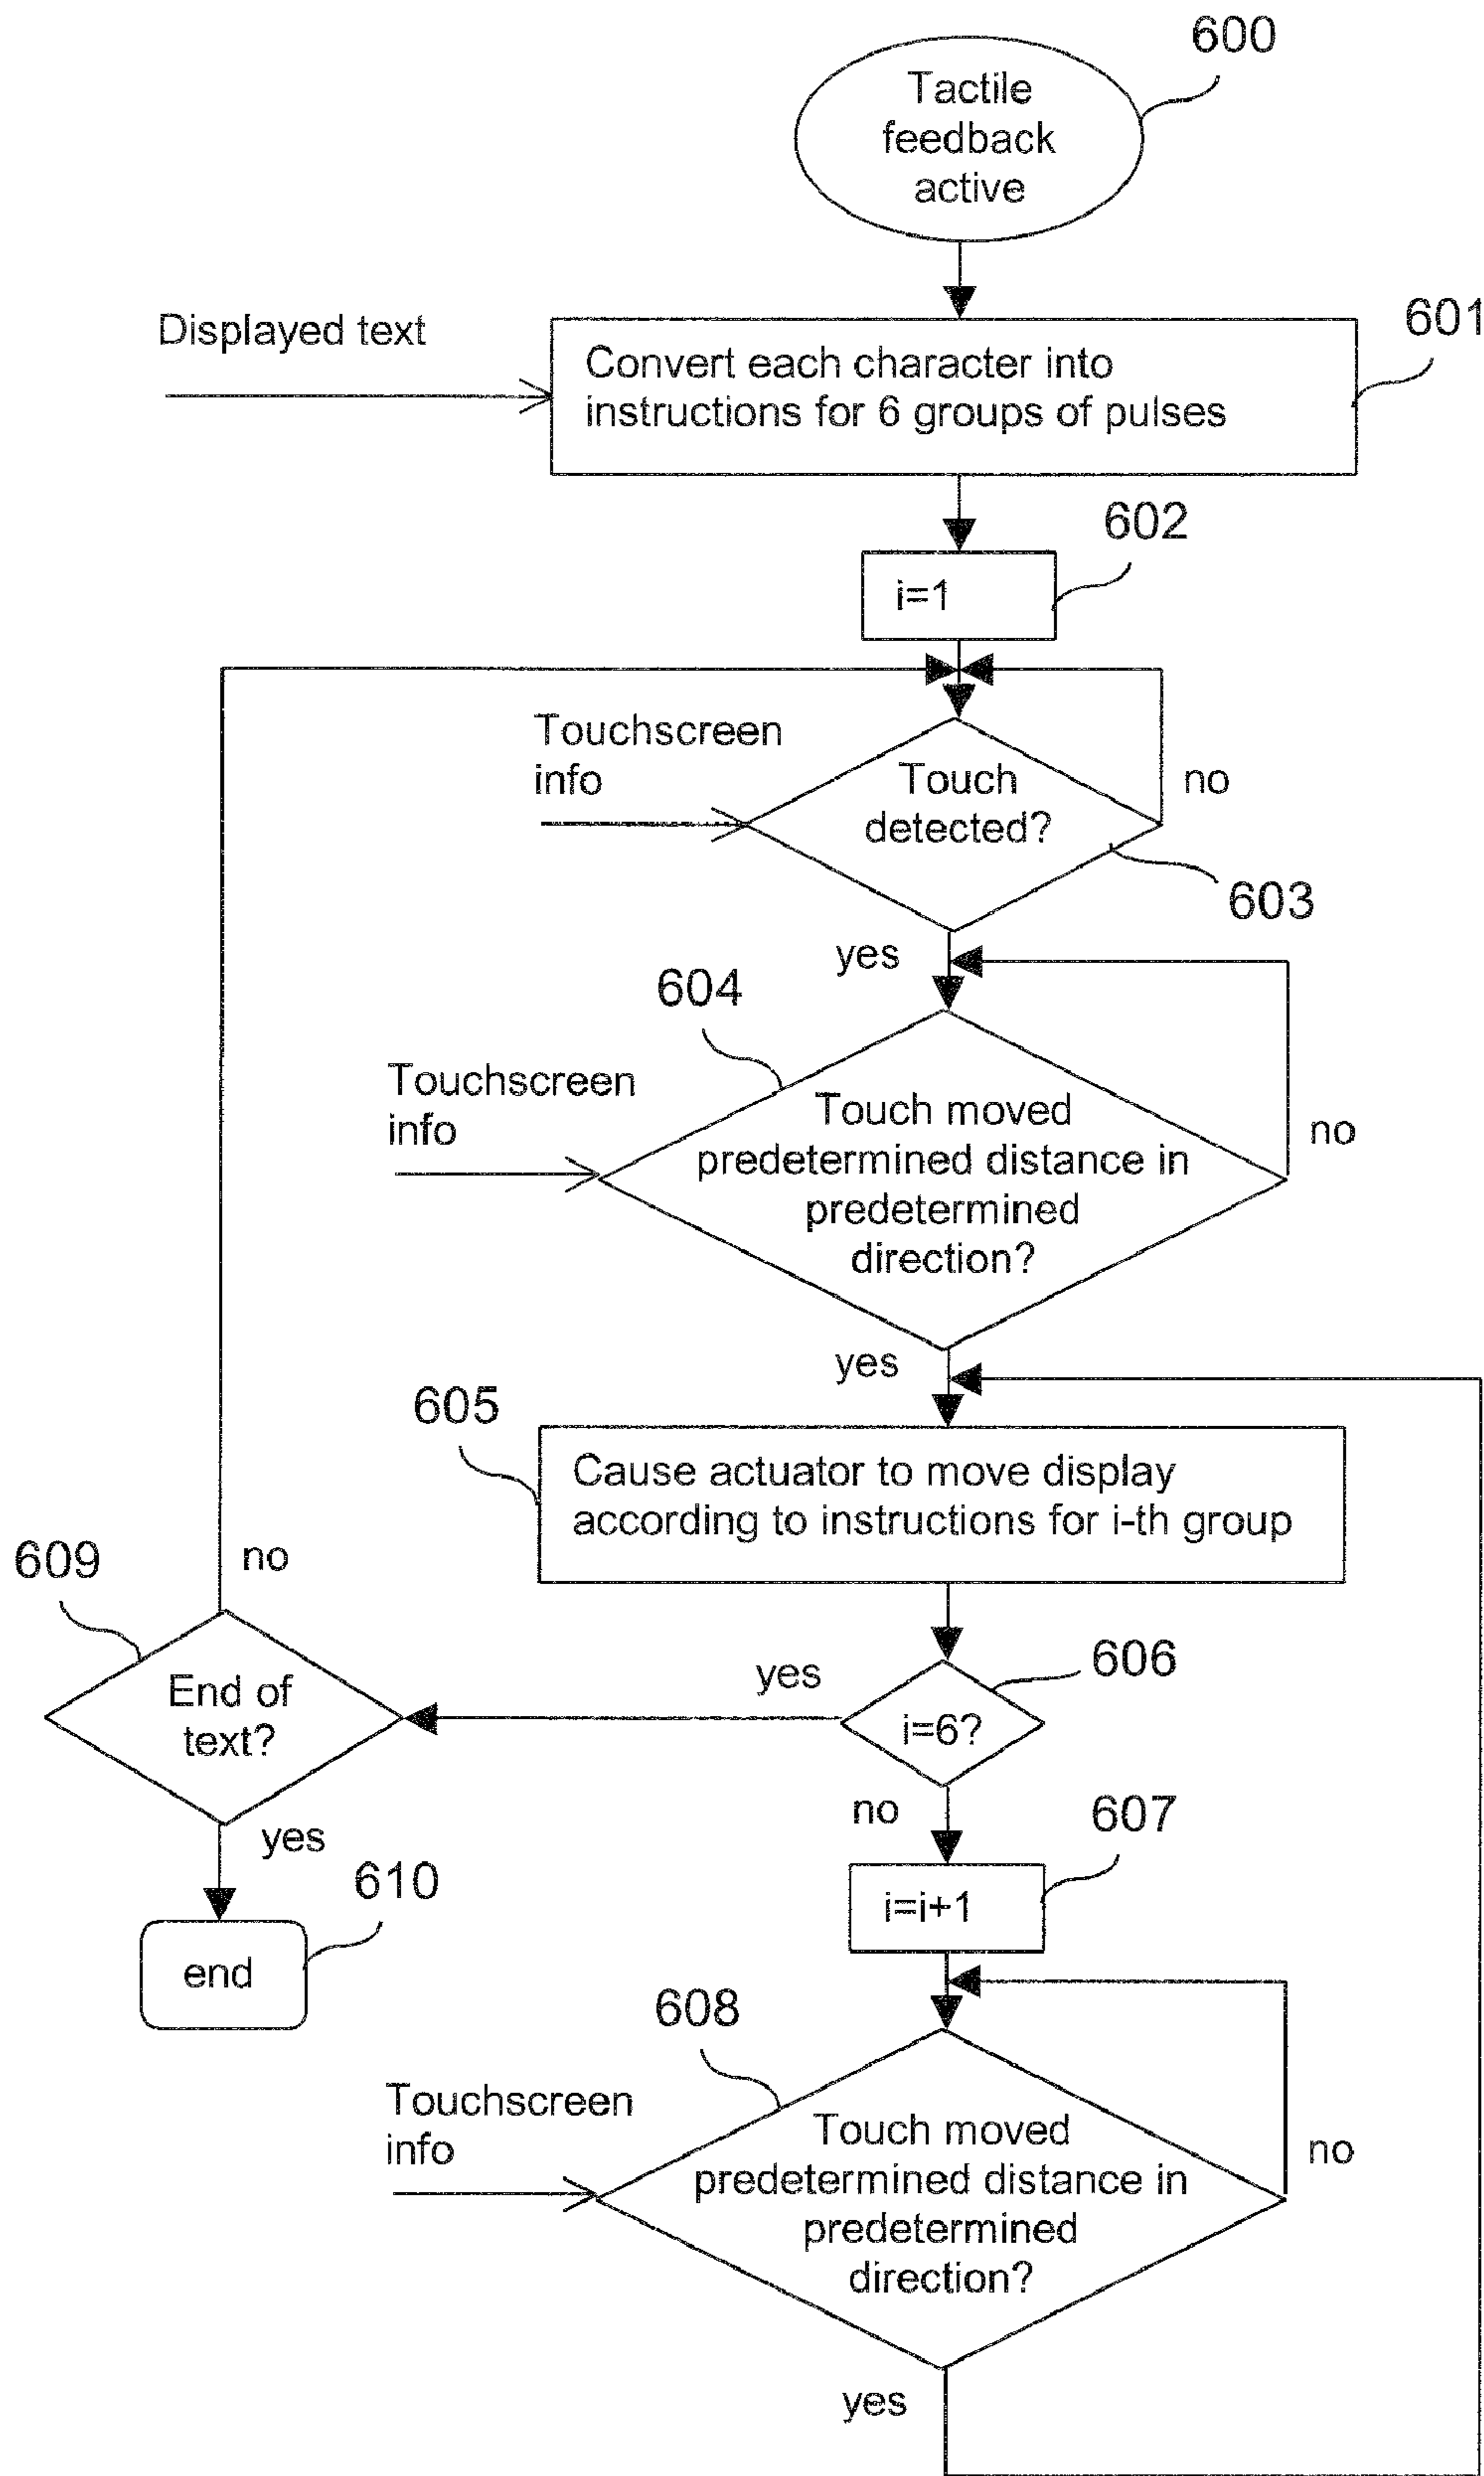 600
Tactile
feedback
active
Displayed text
601
Convert each character into
instructions for 6 groups of pulses
602
i=1
Touchscreen
info
Touch
detected?
no
603
yes
604
Touchscreen
info
Touch moved
predetermined distance in
predetermined
direction?
no
yes
605
Cause actuator to move display
according to instructions for i-th group
609
no
End of
text?
yes
606
i=6?
no
607
yes
610
i=i+1
end
608
Touchscreen
info
Touch moved
predetermined distance in
predetermined
direction?
no
yes